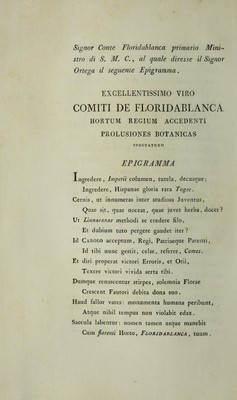 Signor Conte Floridablanca primario Mini-
stro di S. M. C., al quale diresse il Signor
Ortega il seguente Epigramma.
EXCELLENTISSIMO VIRO
COMITI DE FLORIDABLANCA
HORTUM REGIUM ACCEDENTI
PROLUSIONES BOTANICAS
SPECTATURO
EPIGRAMMA
Ingredere, Imperii columen, tutela, decusque;
Ingredere, Hispanae gloria rara Togae.
Cernis, ut innumeras inter studiosa Juventus,
Quae sit, quae noceat, quae juvet herba, docet?
Ut Linnaeanae methodi se credere filo,
Et dubium tuto pergere gaudet iter?
Id CAROLO acceptum, Regi, Patriaeque Parenti,
Id tibi nunc gestit, colat, referre, Comes.
Et diri properat victori Erroris, et Otii,
Texere victori vivida serta tibi.
Dumque renascentur stirpes, solemnia Florae
Crescent Fautori debita dona suo.
Haud fallor vates: monumenta humana peribunt,
Atque nihil tempus non violabit edax.
Saecula labentur: nomen tamen usque manebit
Cum florenti Horto, FLORIDABLANCA, tuum.